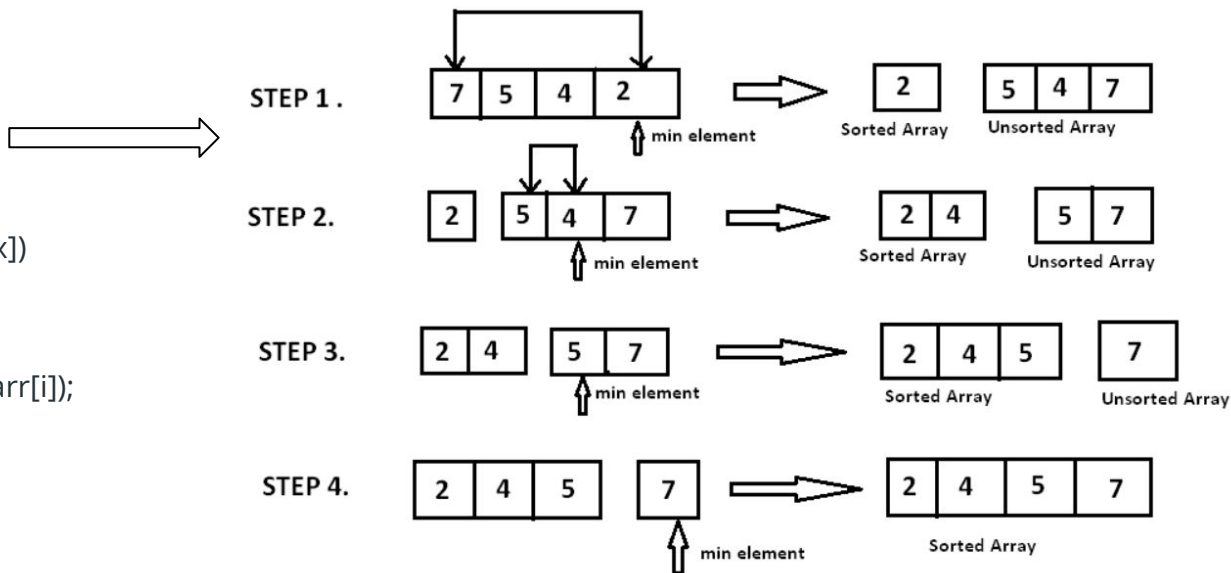 x])
arr[i]);
STEP 1 .
7 5 4 2
min element
2
Sorted Array
5 4 7
Unsorted Array
STEP 2.
2
5 4 7
min element
2 4
Sorted Array
5 7
Unsorted Array
STEP 3.
2 4
5 7
min element
2 4 5
Sorted Array
7
Unsorted Array
STEP 4.
2 4 5
7
min element
2 4 5 7
Sorted Array